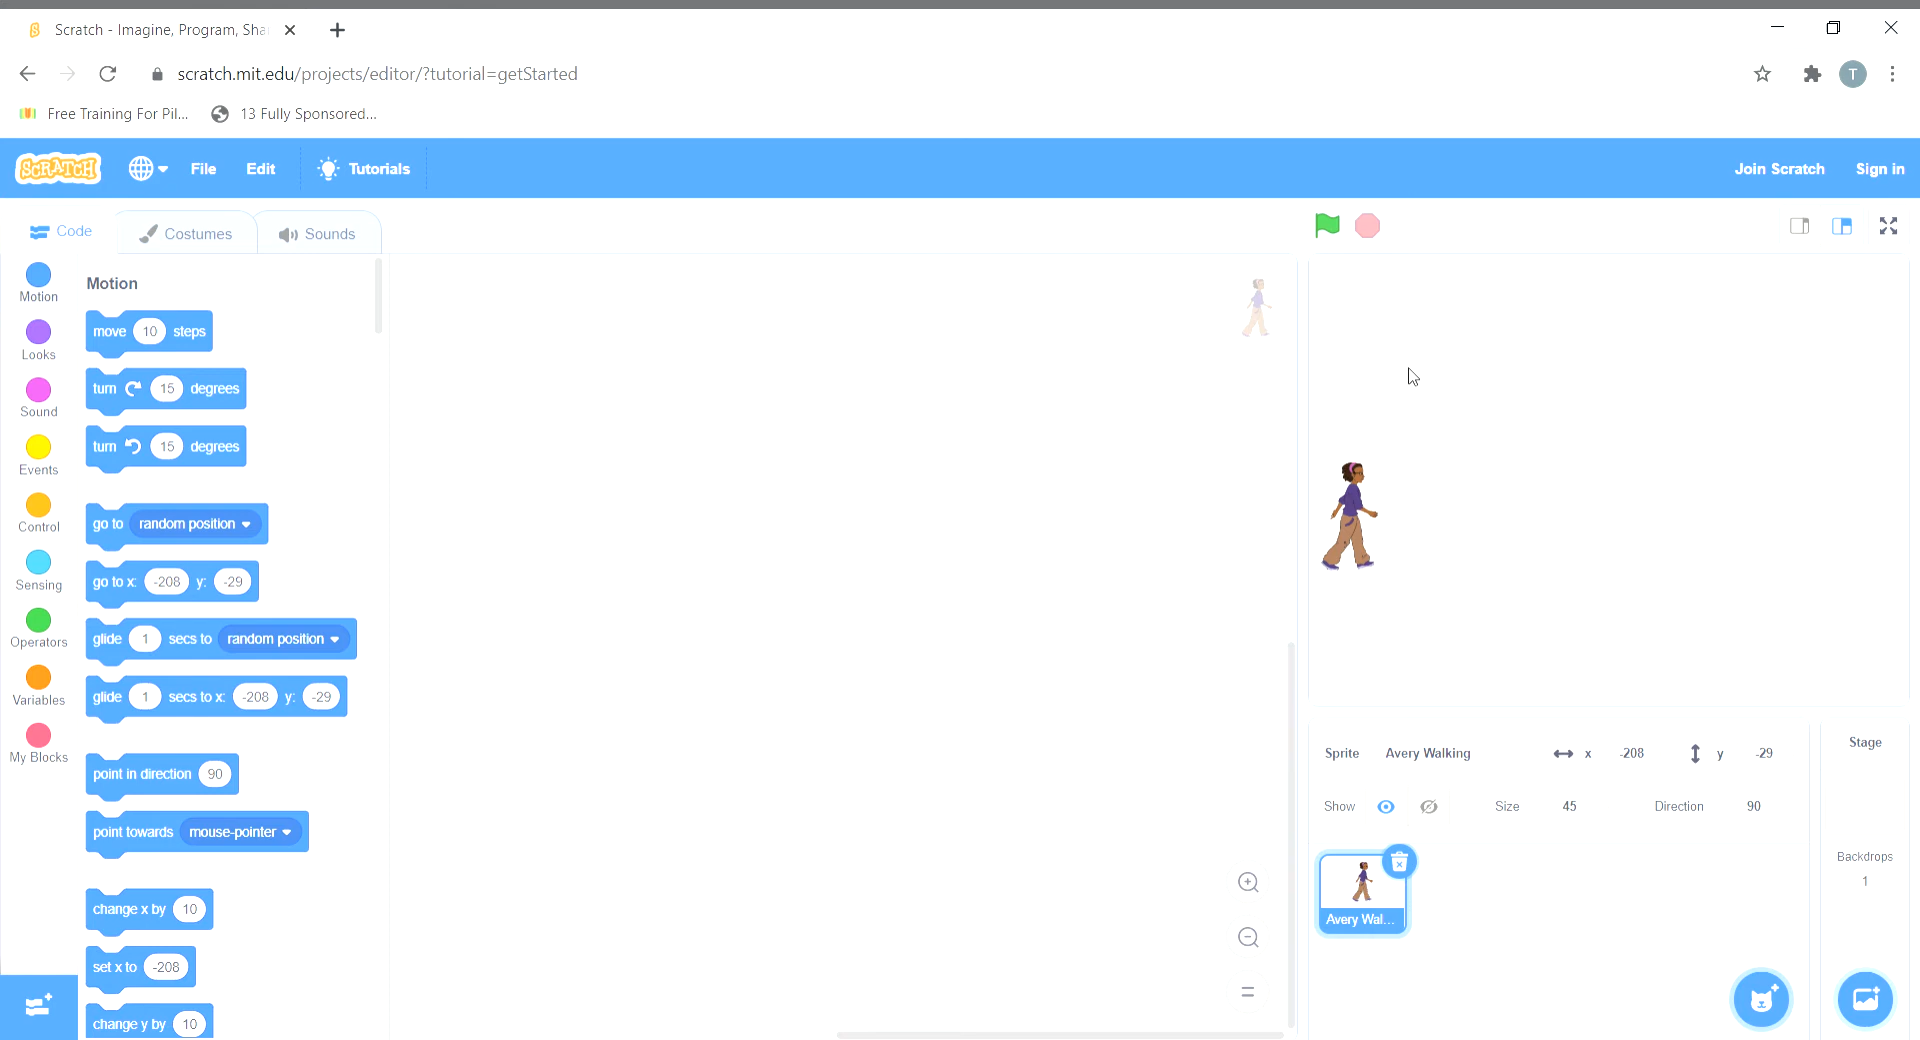 Scratch - Imagine, Program, Sha
scratch.mit.edu/projects/editor/?tutorial=getStarted
T
Free Training For Pil...
13 Fully Sponsored...
SCRATCH
File
Edit
Tutorials
Join Scratch
Sign in
Code
Costumes
Sounds
Motion
Looks
Sound
Events
Control
Sensing
Operators
Variables
My Blocks
Motion
move 10 steps
turn 15 degrees
turn 15 degrees
go to random position
go to x: -208 y: -29
glide 1 secs to random position
glide 1 secs to x: -208 y: -29
point in direction 90
point towards mouse-pointer
change x by 10
set x to -208
change y by 10
Sprite Avery Walking x -208 y -29
Show Size 45 Direction 90
Avery Wal...
Stage
Backdrops
1